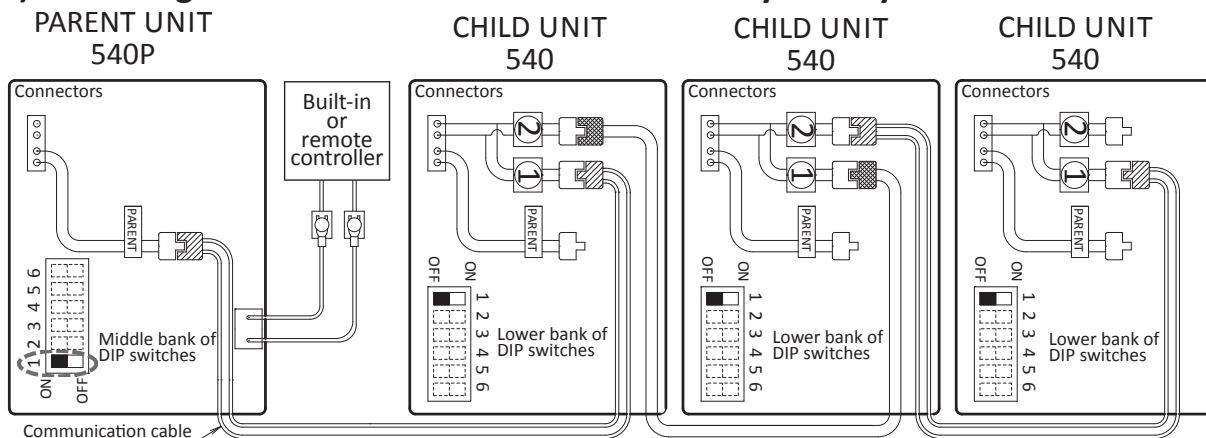 PARENT UNIT
540P
Connectors
PARENT
6
5
4
3
2
1
ON
OFF
Middle bank of
DIP switches
Communication cable
Built-in
or
remote
controller
CHILD UNIT
540
Connectors
2
1
PARENT
OFF
ON
1
2
3
4
5
6
Lower bank of
DIP switches
CHILD UNIT
540
Connectors
2
1
PARENT
OFF
ON
1
2
3
4
5
6
Lower bank of
DIP switches
CHILD UNIT
540
Connectors
2
1
PARENT
OFF
ON
1
2
3
4
5
6
Lower bank of
DIP switches